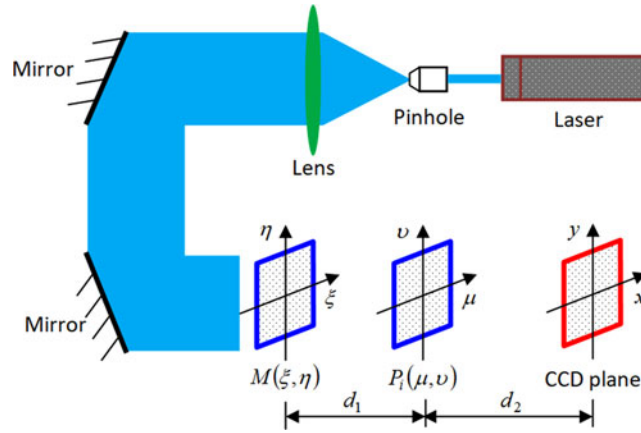 Mirror
Pinhole
Laser
Lens
η
υ
y
ξ
μ
x
Mirror
M(ξ,η)
P_i(μ,υ)
CCD plane
d_1
d_2